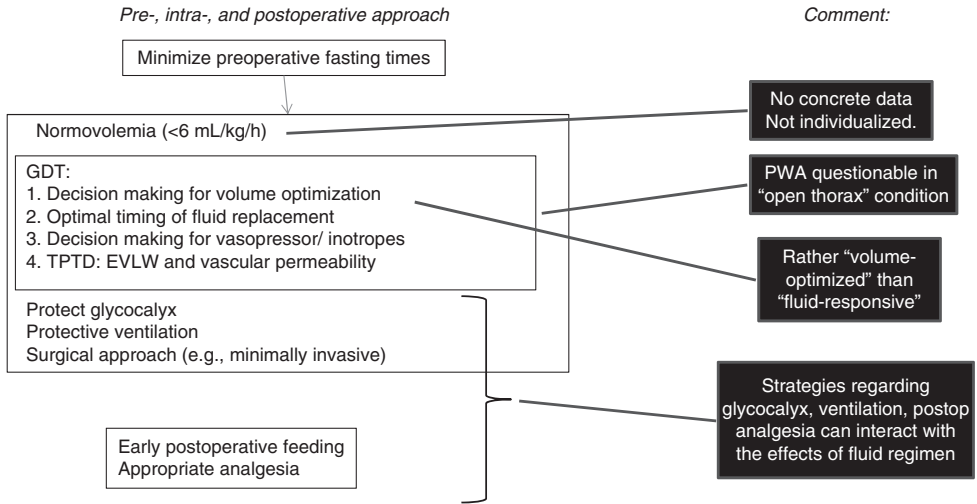 Pre-, intra-, and postoperative approach
Comment:
Minimize preoperative fasting times
Normovolemia (<6 mL/kg/h)
No concrete data
Not individualized.
GDT:
1. Decision making for volume optimization
2. Optimal timing of fluid replacement
3. Decision making for vasopressor/ inotropes
4. TPTD: EVLW and vascular permeability
PWA questionable in
“open thorax” condition
Rather “volume-
optimized” than
“fluid-responsive”
Protect glycocalyx
Protective ventilation
Surgical approach (e.g., minimally invasive)
Strategies regarding
glycocalyx, ventilation, postop
analgesia can interact with
the effects of fluid regimen
Early postoperative feeding
Appropriate analgesia